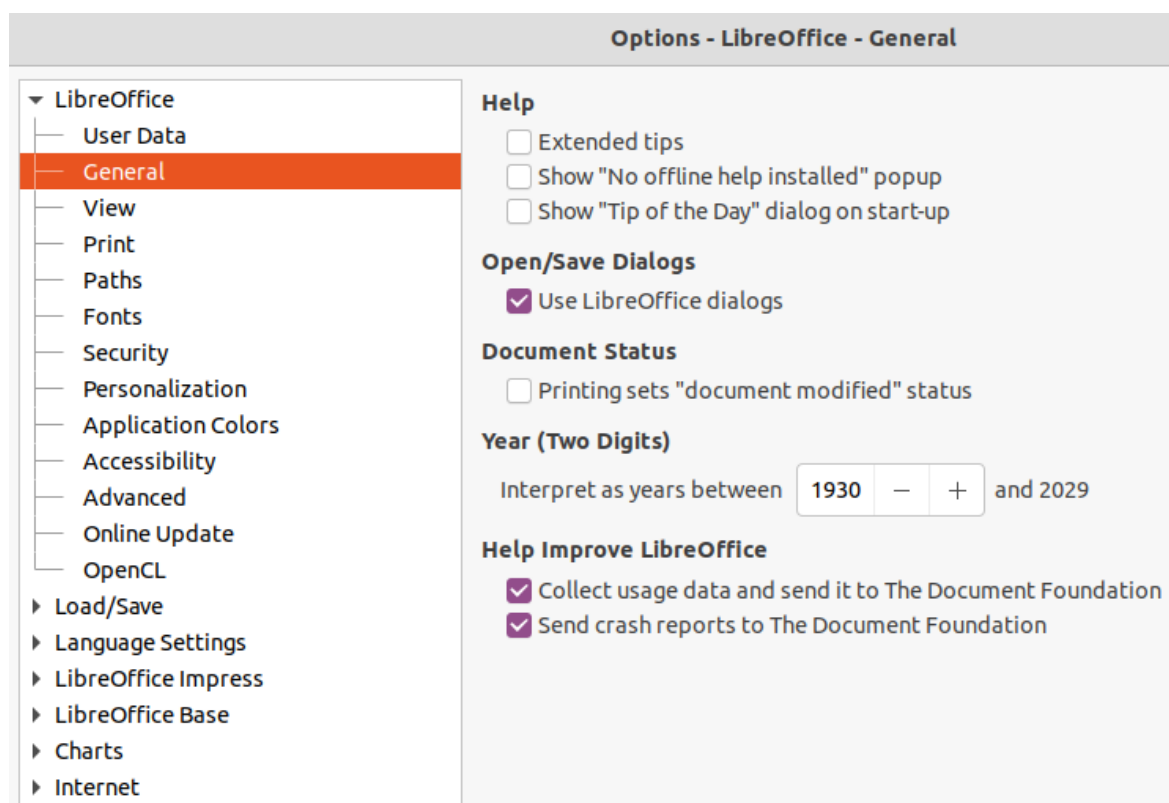 Options - LibreOffice - General
LibreOffice
User Data
General
View
Print
Paths
Fonts
Security
Personalization
Application Colors
Accessibility
Advanced
Online Update
OpenCL
Load/Save
Language Settings
LibreOffice Impress
LibreOffice Base
Charts
Internet
Help
Extended tips
Show "No offline help installed" popup
Show "Tip of the Day" dialog on start-up
Open/Save Dialogs
Use LibreOffice dialogs
Document Status
Printing sets "document modified" status
Year (Two Digits)
Interpret as years between 1930 − + and 2029
Help Improve LibreOffice
Collect usage data and send it to The Document Foundation
Send crash reports to The Document Foundation